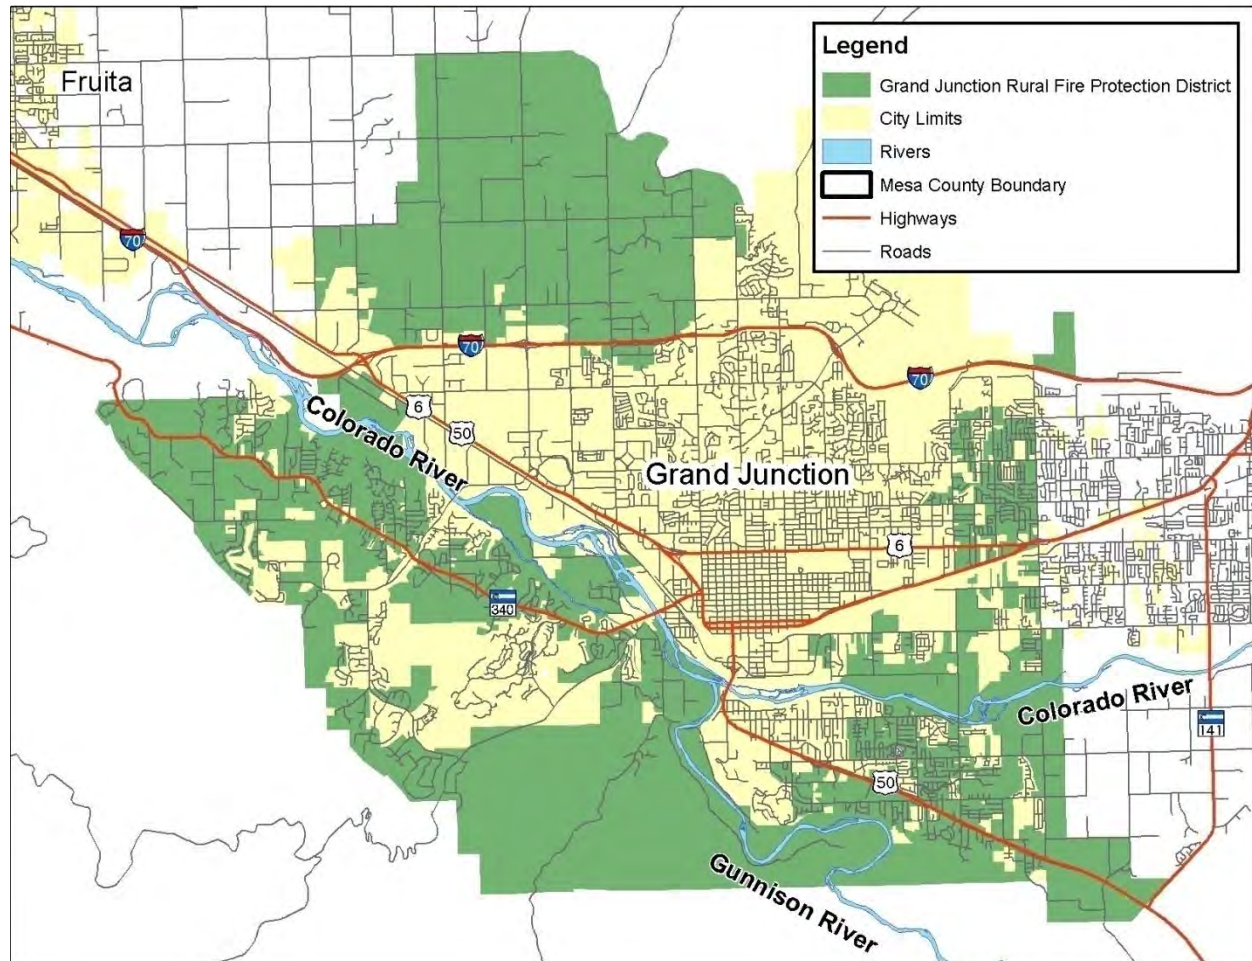 Legend
Grand Junction Rural Fire Protection District
City Limits
Rivers
Mesa County Boundary
Highways
Roads
Fruita
70
70
70
Colorado River
6
50
Grand Junction
6
340
Colorado River
141
50
Gunnison River